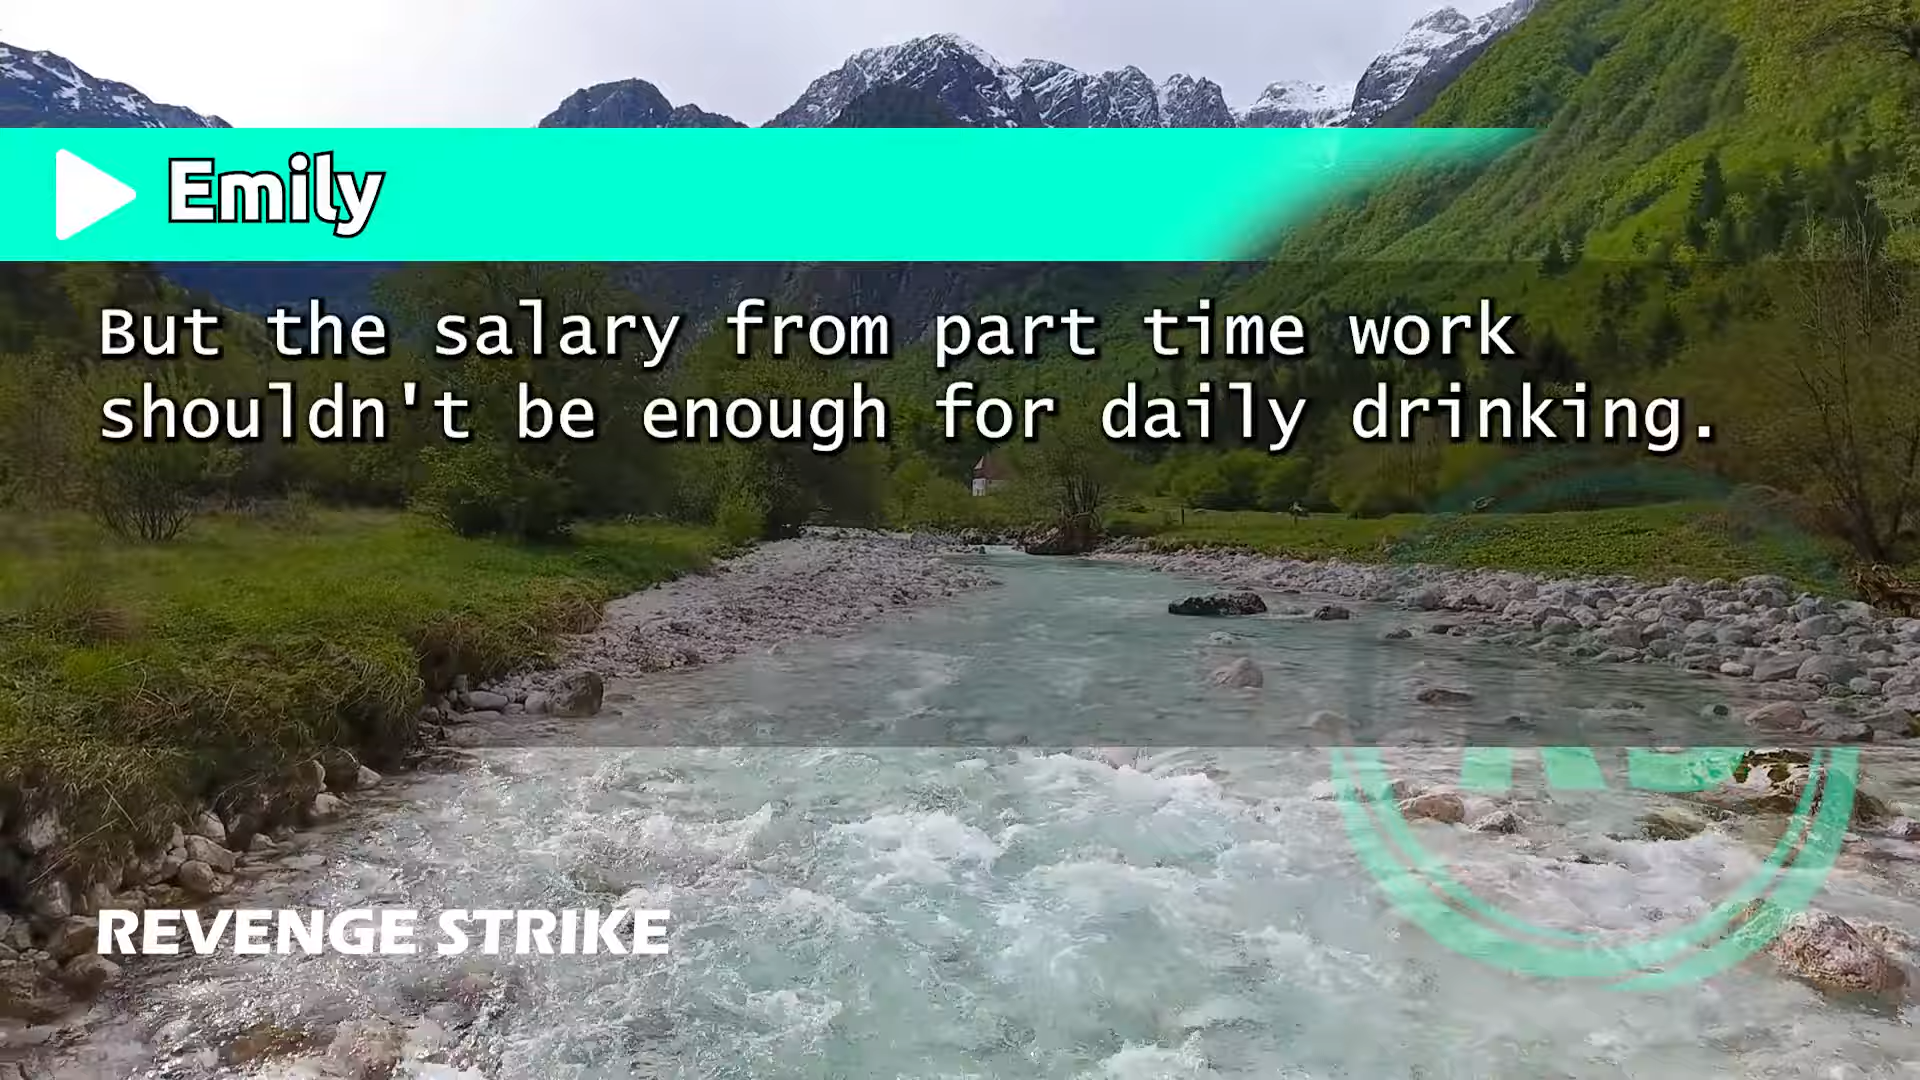 Emily
But the salary from part time work
shouldn't be enough for daily drinking.
REVENGE STRIKE